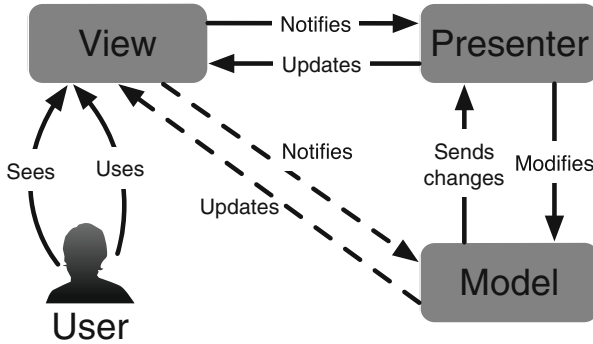 View
Notifies
Presenter
Updates
Sees
Uses
Notifies
Updates
Sends
changes
Modifies
Model
User